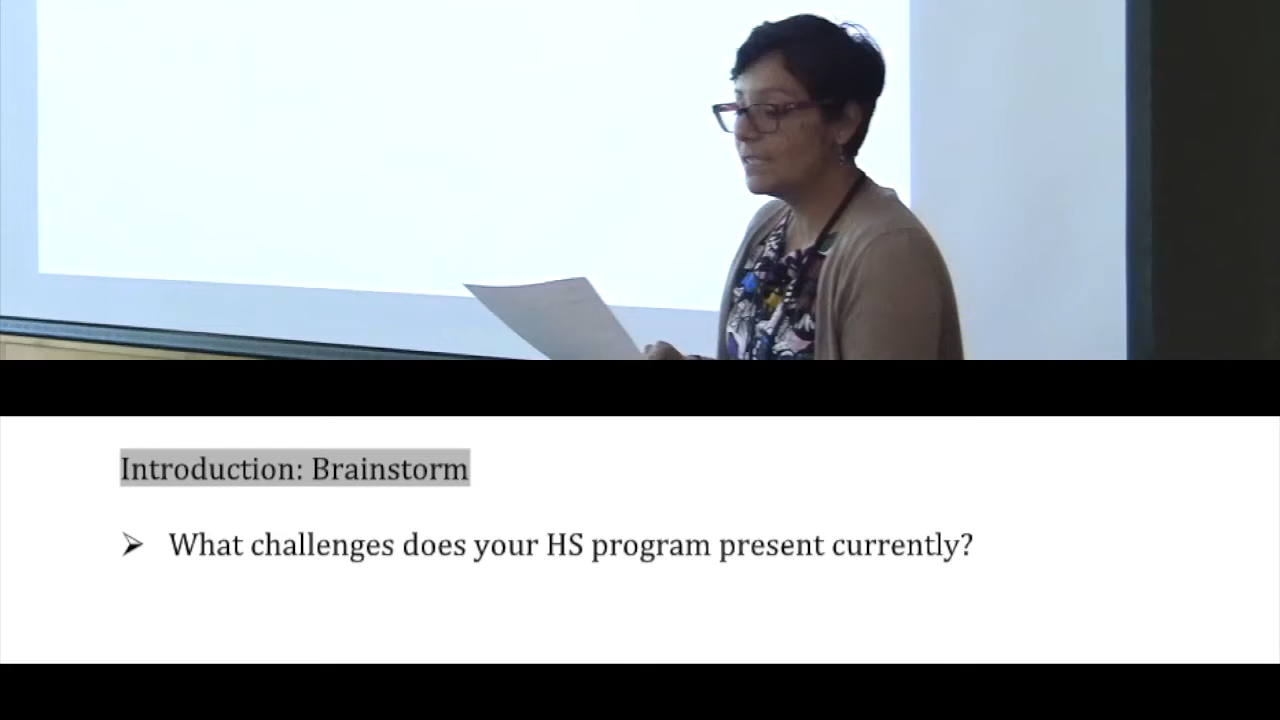 Introduction: Brainstorm
➢ What challenges does your HS program present currently?